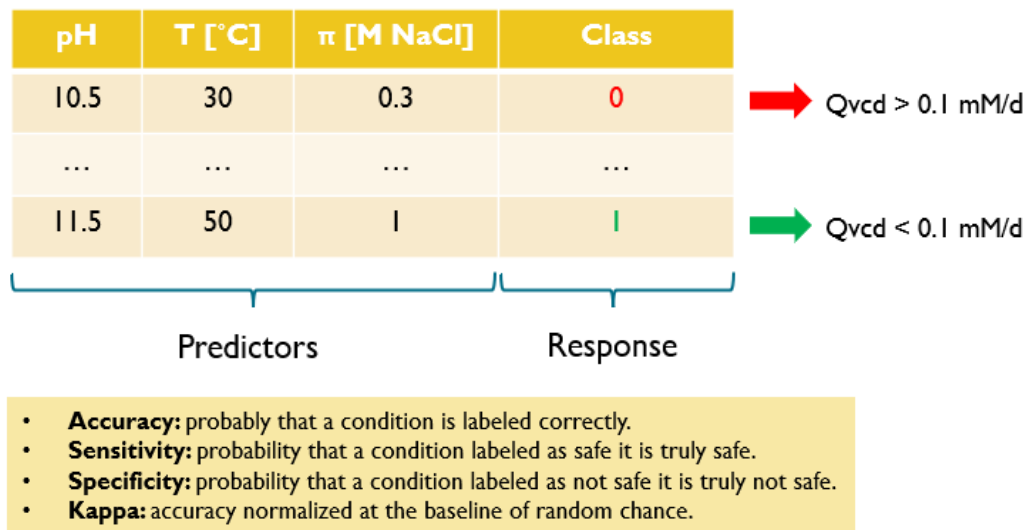 pH T [°C] π [M NaCl] Class
10.5 30 0.3 0 Qvcd > 0.1 mM/d
... ... ... ...
11.5 50 1 1 Qvcd < 0.1 mM/d
Predictors Response
• Accuracy: probably that a condition is labeled correctly.
• Sensitivity: probability that a condition labeled as safe it is truly safe.
• Specificity: probability that a condition labeled as not safe it is truly not safe.
• Kappa: accuracy normalized at the baseline of random chance.